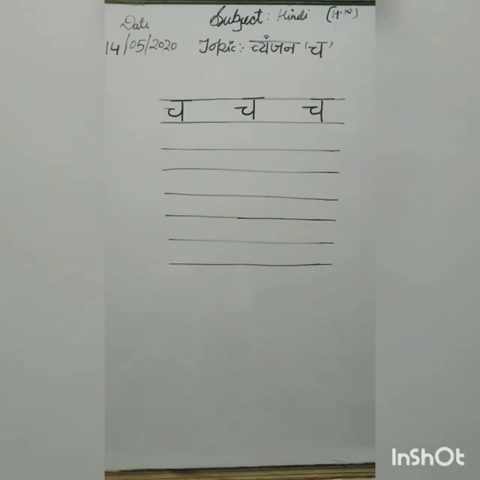 Date Subject: Hindi (H.W)
14/05/2020 Topic:- व्यंजन 'च'
च च च
InShOt